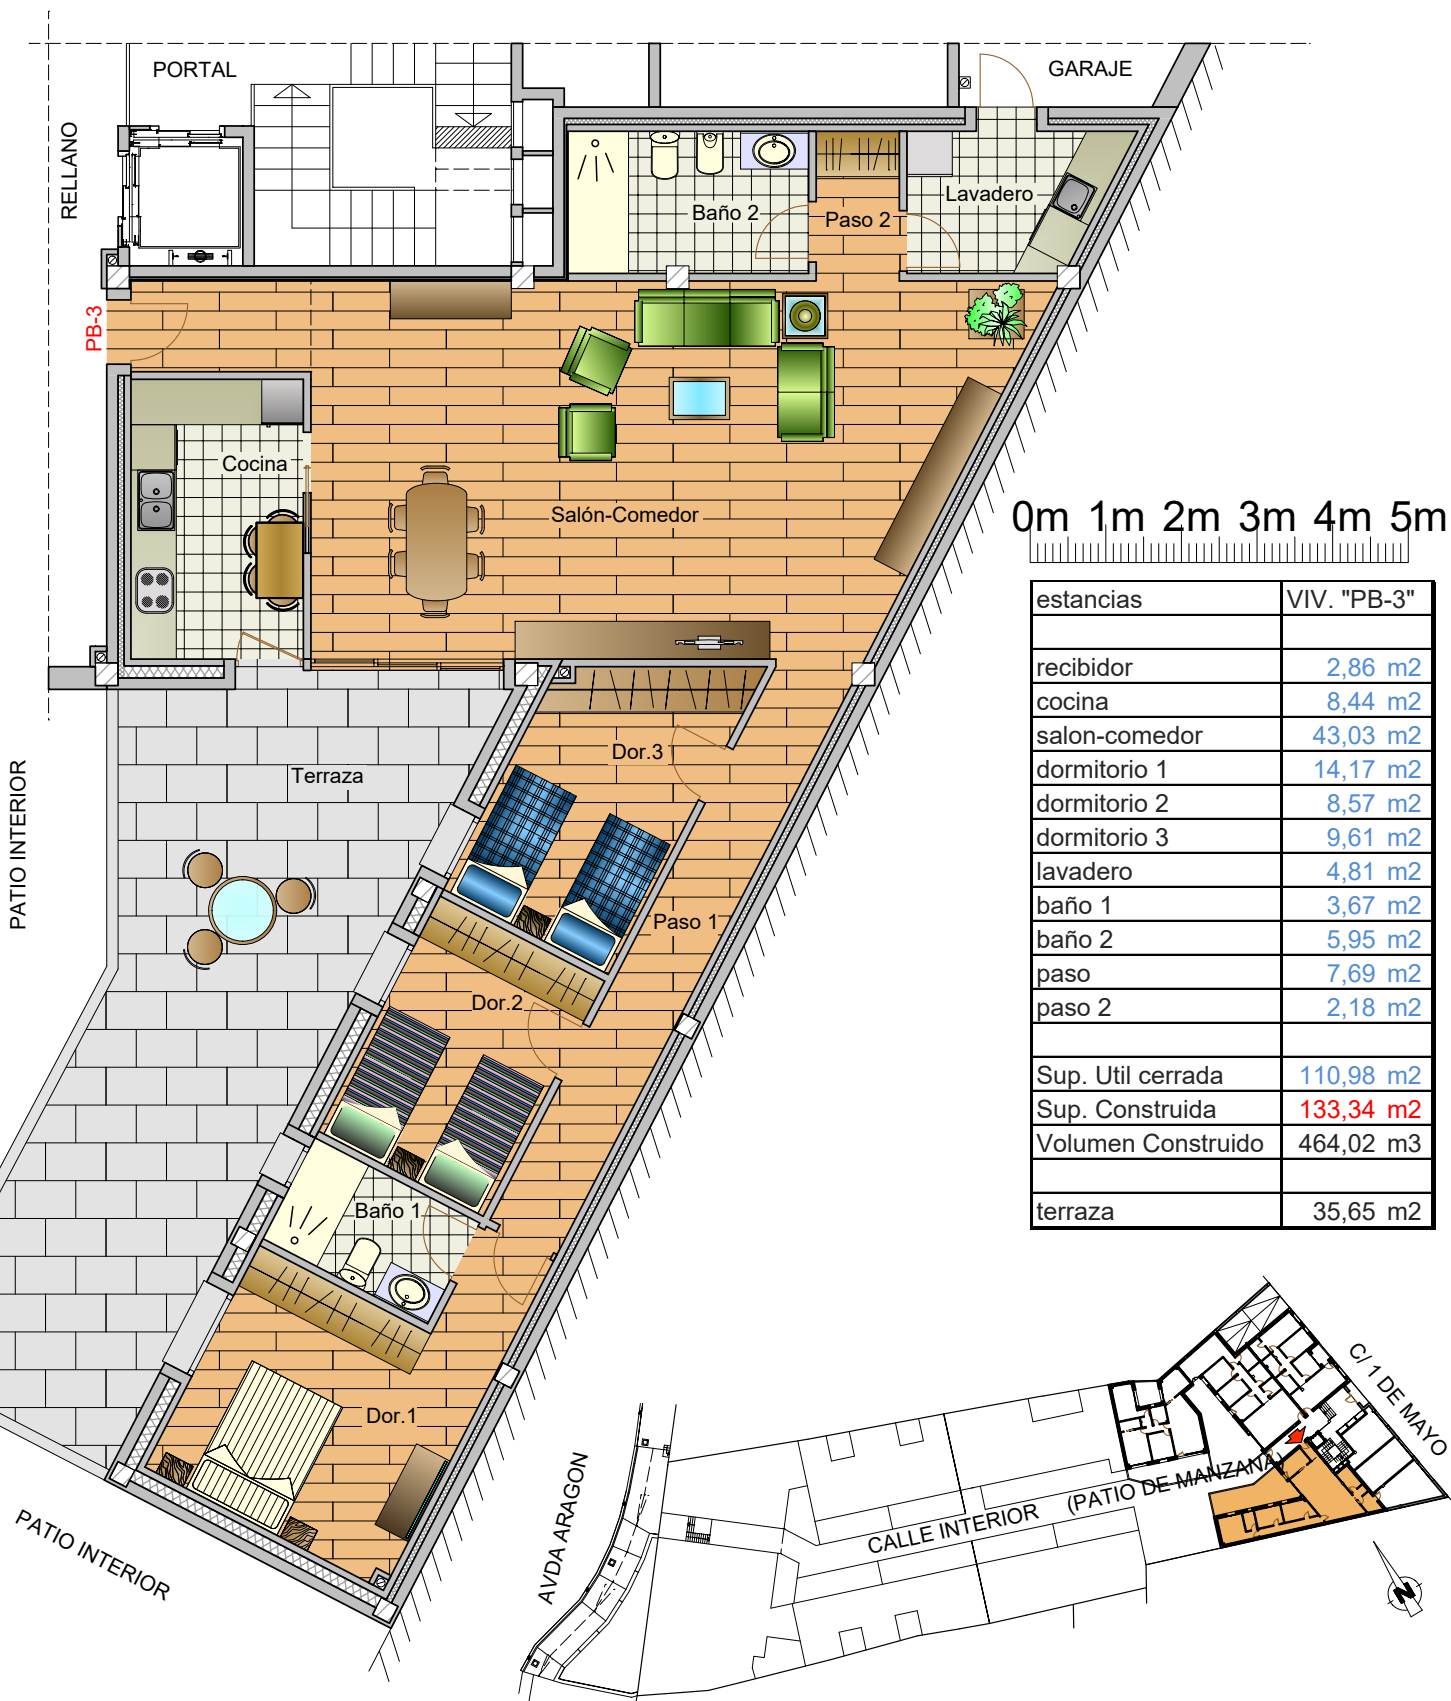 PORTAL
GARAJE
RELLANO
Lavadero
Baño 2
Paso 2
PB-3
Cocina
Salón-Comedor
0m 1m 2m 3m 4m 5m
estancias VIV. "PB-3"
recibidor 2,86 m2
cocina 8,44 m2
salon-comedor 43,03 m2
dormitorio 1 14,17 m2
dormitorio 2 8,57 m2
dormitorio 3 9,61 m2
lavadero 4,81 m2
baño 1 3,67 m2
baño 2 5,95 m2
paso 7,69 m2
paso 2 2,18 m2
Sup. Util cerrada 110,98 m2
Sup. Construida 133,34 m2
Volumen Construido 464,02 m3
terraza 35,65 m2
Dor.3
Terraza
PATIO INTERIOR
Paso 1
Dor.2
Baño 1
Dor.1
PATIO INTERIOR
AVDA ARAGON
CALLE INTERIOR (PATIO DE MANZANA)
C/ 1 DE MAYO
N